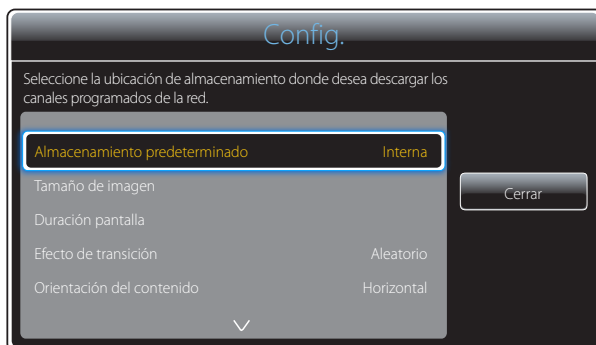 Config.
Seleccione la ubicación de almacenamiento donde desea descargar los
canales programados de la red.
Almacenamiento predeterminado Interna
Tamaño de imagen
Duración pantalla
Efecto de transición Aleatorio
Orientación del contenido Horizontal
Cerrar